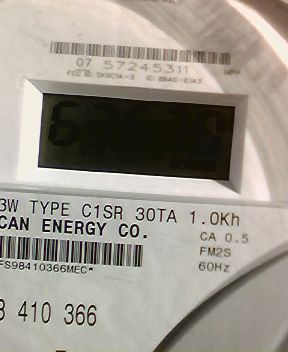 07 57245311
3W TYPE C1SR 30TA 1.0Kh
CAN ENERGY CO.
CA 0.5
FM2S
60Hz
FS98410366MEC*
8 410 366